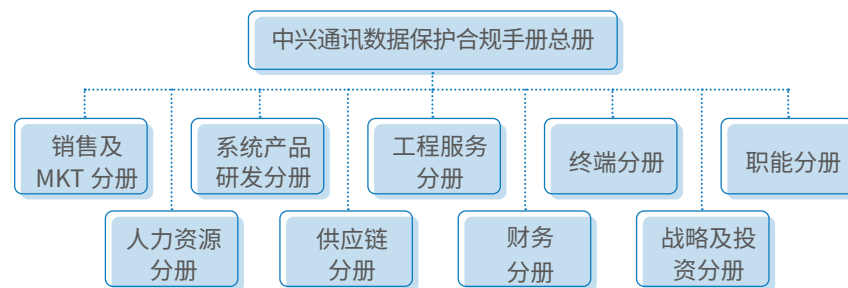 中兴通讯数据保护合规手册总册
销售及
MKT 分册
系统产品
研发分册
工程服务
分册
终端分册
职能分册
人力资源
分册
供应链
分册
财务
分册
战略及投
资分册